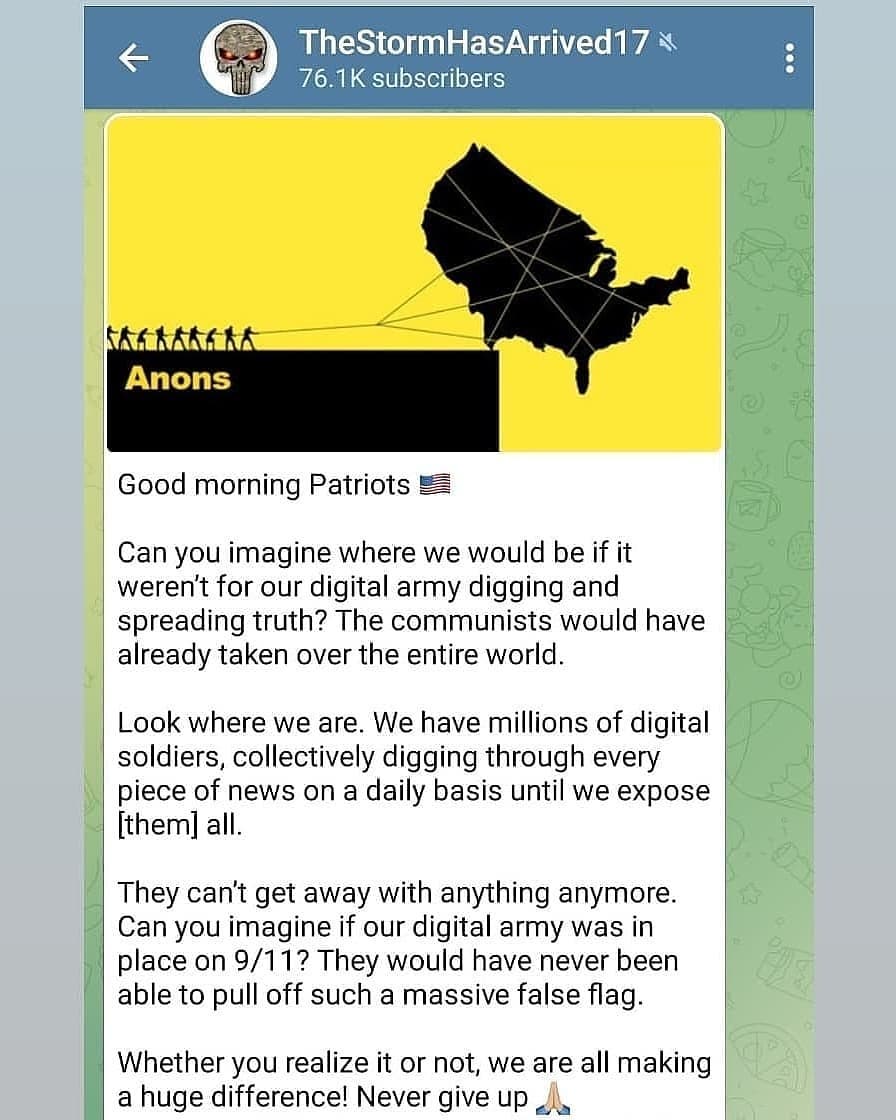 TheStormHasArrived17
76.1K subscribers
Anons
Good morning Patriots 🇺🇸
Can you imagine where we would be if it
weren't for our digital army digging and
spreading truth? The communists would have
already taken over the entire world.
Look where we are. We have millions of digital
soldiers, collectively digging through every
piece of news on a daily basis until we expose
[them] all.
They can't get away with anything anymore.
Can you imagine if our digital army was in
place on 9/11? They would have never been
able to pull off such a massive false flag.
Whether you realize it or not, we are all making
a huge difference! Never give up 🙏🏼